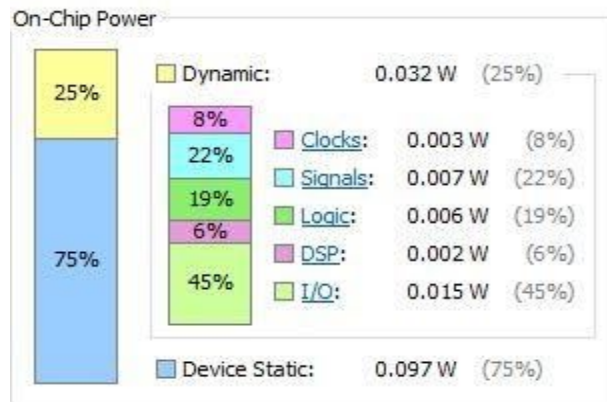 On-Chip Power
25%
75%
Dynamic: 0.032 W (25%)
8%
22%
19%
6%
45%
Clocks: 0.003 W (8%)
Signals: 0.007 W (22%)
Logic: 0.006 W (19%)
DSP: 0.002 W (6%)
I/O: 0.015 W (45%)
Device Static: 0.097 W (75%)